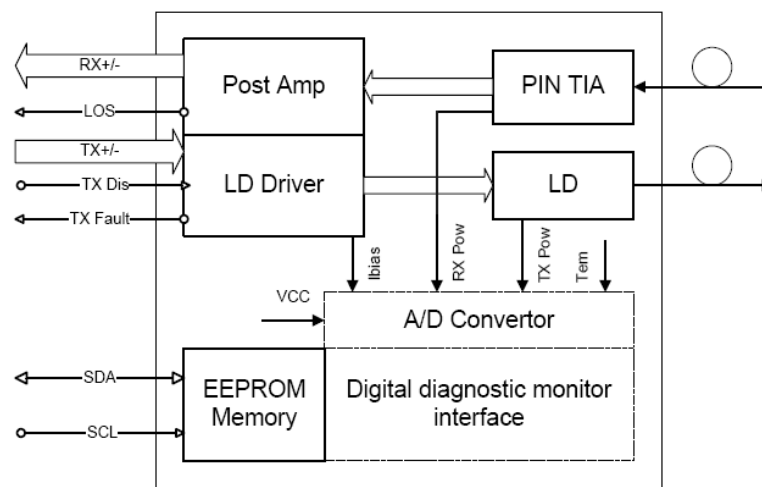 RX+/-
Post Amp
PIN TIA
LOS
TX+/-
TX Dis
LD Driver
LD
TX Fault
Ibias
RX Pow
TX Pow
Tem
VCC
A/D Convertor
SDA
EEPROM
Memory
Digital diagnostic monitor
interface
SCL